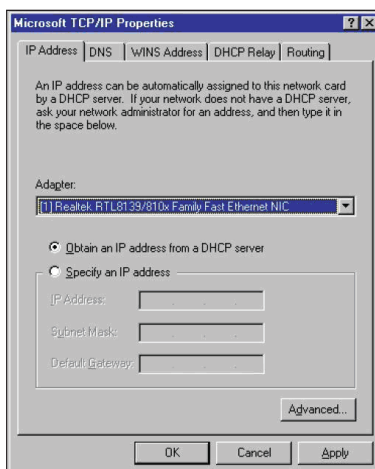 Microsoft TCP/IP Properties
IP Address DNS WINS Address DHCP Relay Routing
An IP address can be automatically assigned to this network card
by a DHCP server. If your network does not have a DHCP server,
ask your network administrator for an address, and then type it in
the space below.
Adapter:
[1] Realtek RTL8139/810x Family Fast Ethernet NIC
Obtain an IP address from a DHCP server
Specify an IP address
IP Address:
Subnet Mask:
Default Gateway:
Advanced...
OK Cancel Apply